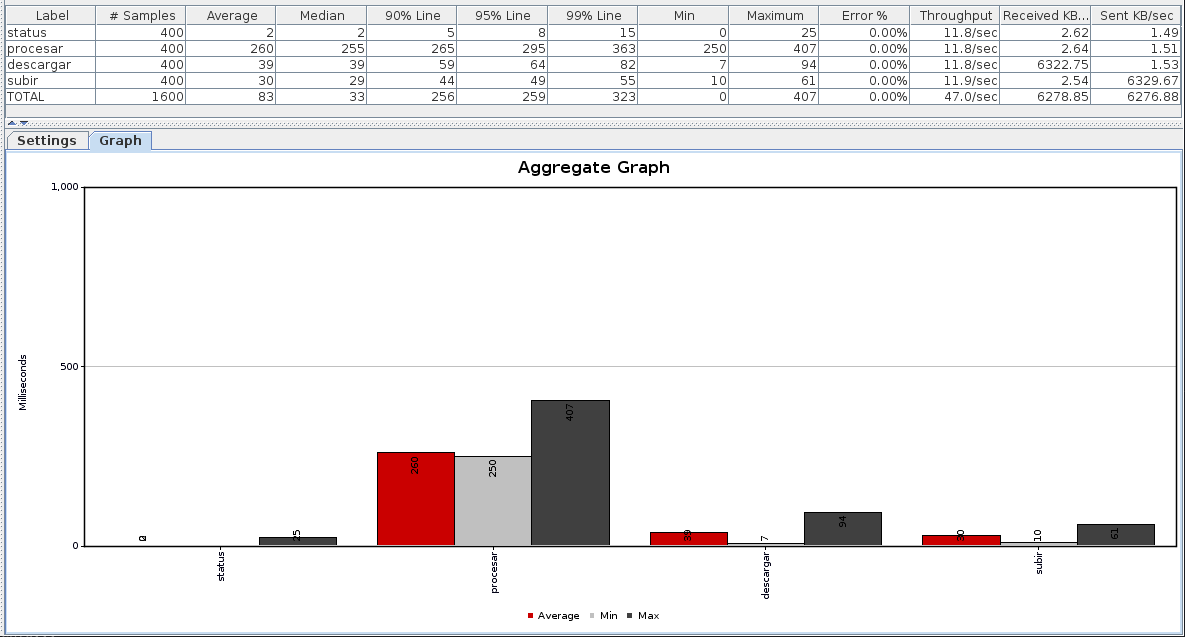 Label # Samples Average Median 90% Line 95% Line 99% Line Min Maximum Error % Throughput Received KB... Sent KB/sec
status 400 2 2 5 8 15 0 25 0.00% 11.8/sec 2.62 1.49
procesar 400 260 255 265 295 363 250 407 0.00% 11.8/sec 2.64 1.51
descargar 400 39 39 59 64 82 7 94 0.00% 11.8/sec 6322.75 1.53
subir 400 30 29 44 49 55 10 61 0.00% 11.9/sec 2.54 6329.67
TOTAL 1600 83 33 256 259 323 0 407 0.00% 47.0/sec 6278.85 6276.88
Settings Graph
Aggregate Graph
1,000
500
0
Milliseconds
25
260 250 407
39 7 94
30 10 61
status procesar descargar subir
Average Min Max